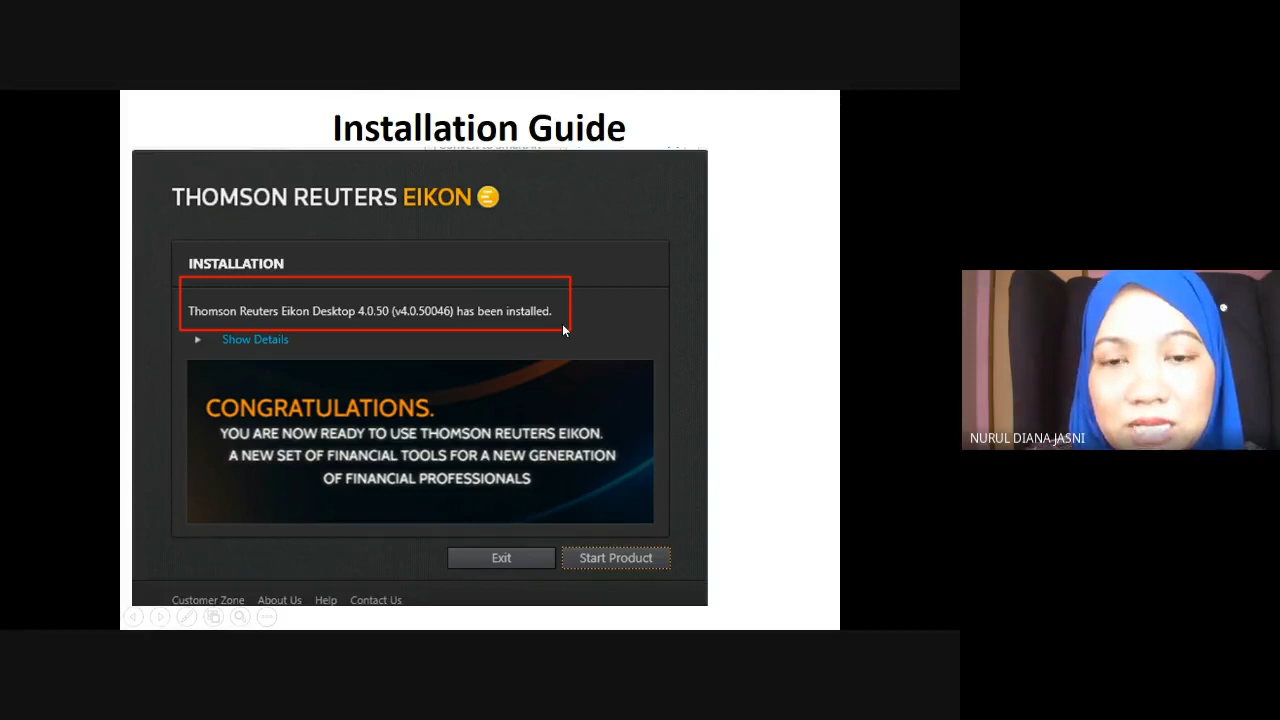 Installation Guide
THOMSON REUTERS EIKON
INSTALLATION
Thomson Reuters Eikon Desktop 4.0.50 (v4.0.50046) has been installed.
Show Details
CONGRATULATIONS.
YOU ARE NOW READY TO USE THOMSON REUTERS EIKON.
A NEW SET OF FINANCIAL TOOLS FOR A NEW GENERATION
OF FINANCIAL PROFESSIONALS
Exit Start Product
Customer Zone About Us Help Contact Us
NURUL DIANA JASNI